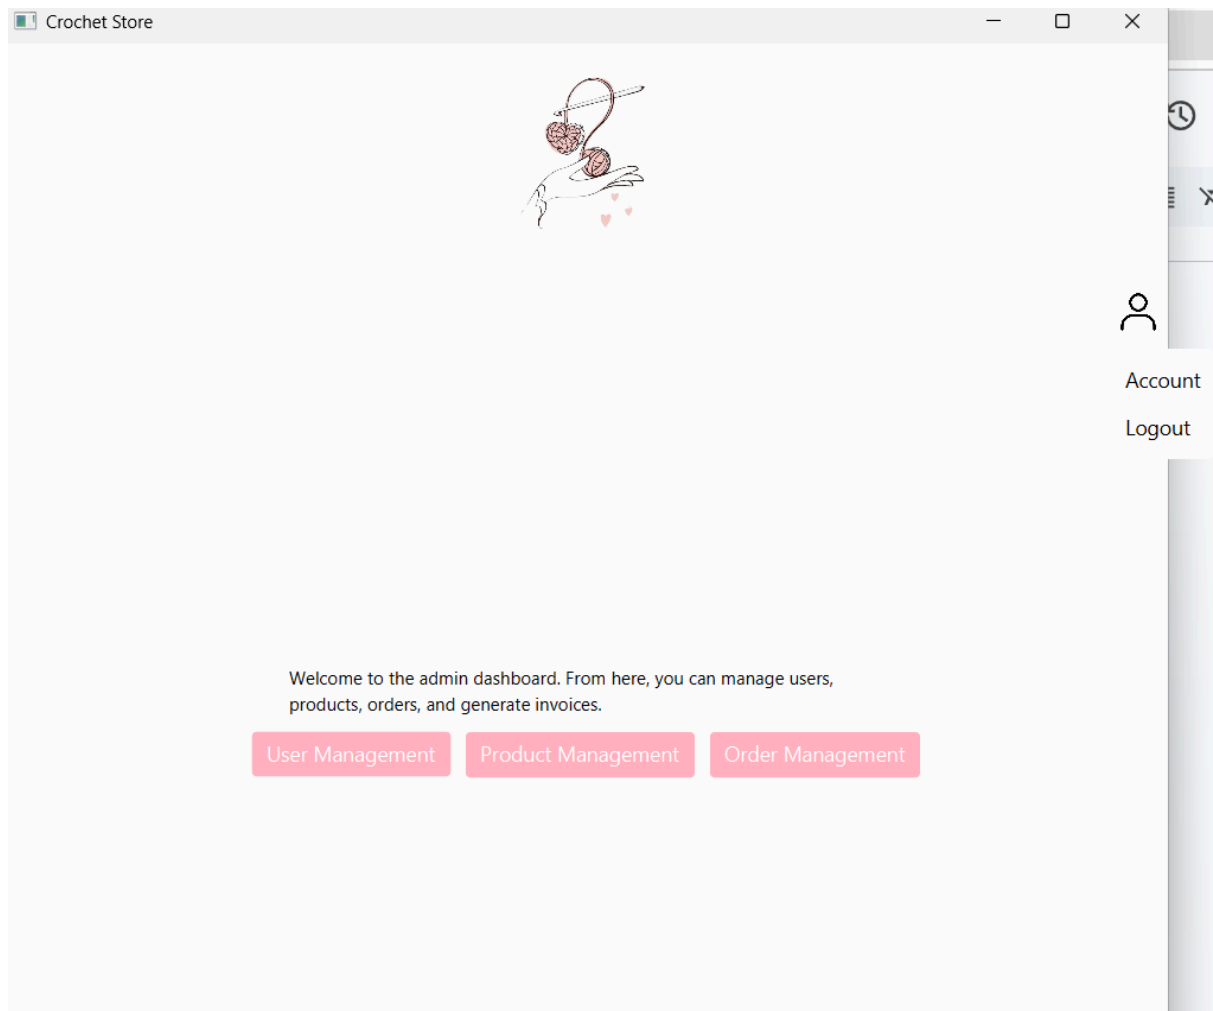 Crochet Store
Account
Logout
Welcome to the admin dashboard. From here, you can manage users,
products, orders, and generate invoices.
User Management
Product Management
Order Management